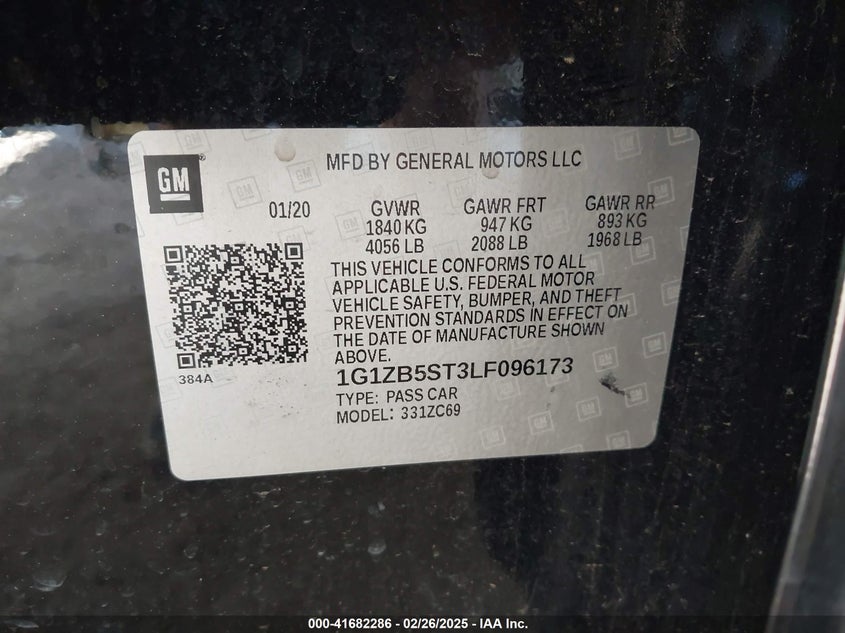 GM
MFD BY GENERAL MOTORS LLC
01/20 GVWR GAWR FRT GAWR RR
1840 KG 947 KG 893 KG
4056 LB 2088 LB 1968 LB
THIS VEHICLE CONFORMS TO ALL
APPLICABLE U.S. FEDERAL MOTOR
VEHICLE SAFETY, BUMPER, AND THEFT
PREVENTION STANDARDS IN EFFECT ON
THE DATE OF MANUFACTURE SHOWN
ABOVE.
384A
1G1ZB5ST3LF096173
TYPE: PASS CAR
MODEL: 331ZC69
000-41682286 - 02/26/2025 - IAA Inc.